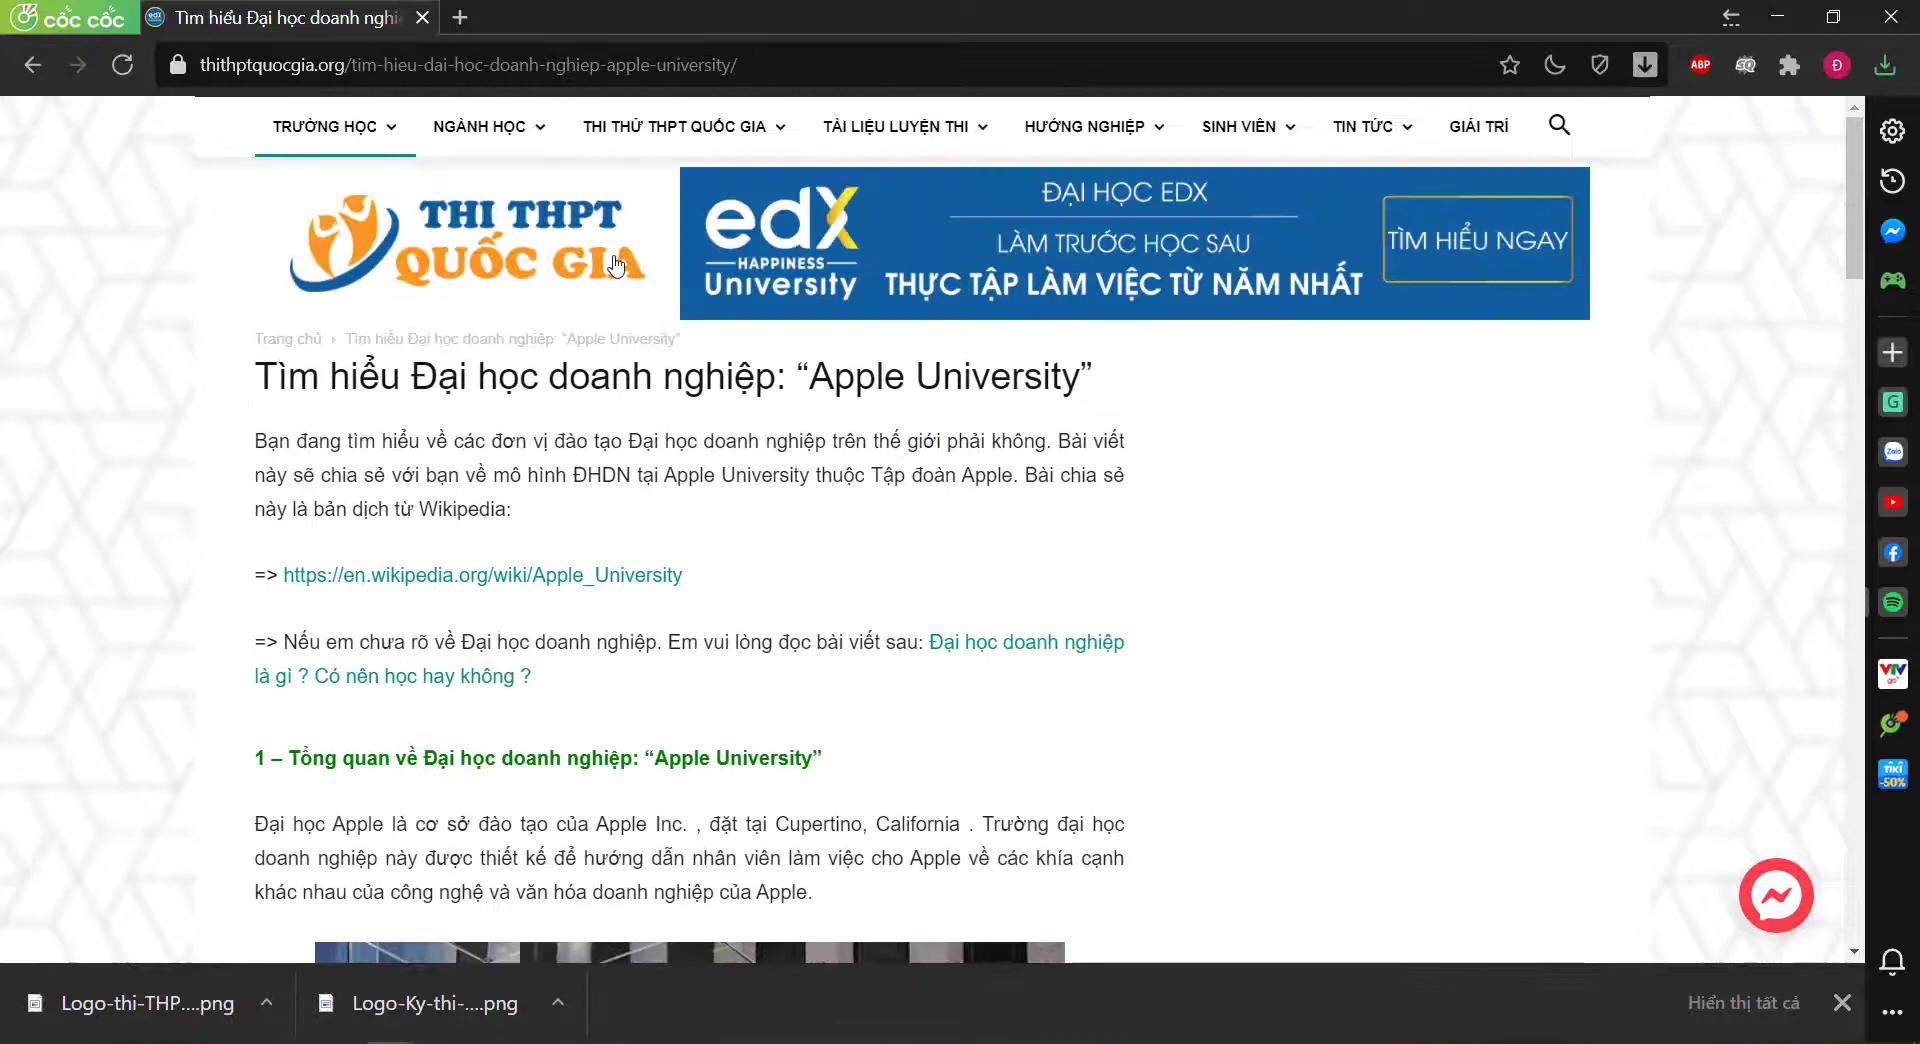 cốc cốc
Tìm hiểu Đại học doanh nghi
thithptquocgia.org/tim-hieu-dai-hoc-doanh-nghiep-apple-university/
ABP
Đ
TRƯỜNG HỌC NGÀNH HỌC THI THỬ THPT QUỐC GIA TÀI LIỆU LUYỆN THI HƯỚNG NGHIỆP SINH VIÊN TIN TỨC GIẢI TRÍ
THI THPT
QUỐC GIA
edX
HAPPINESS
University
ĐẠI HỌC EDX
LÀM TRƯỚC HỌC SAU
THỰC TẬP LÀM VIỆC TỪ NĂM NHẤT
TÌM HIỂU NGAY
Trang chủ › Tìm hiểu Đại học doanh nghiệp: “Apple University”
Tìm hiểu Đại học doanh nghiệp: “Apple University”
Bạn đang tìm hiểu về các đơn vị đào tạo Đại học doanh nghiệp trên thế giới phải không. Bài viết
này sẽ chia sẻ với bạn về mô hình ĐHDN tại Apple University thuộc Tập đoàn Apple. Bài chia sẻ
này là bản dịch từ Wikipedia:
=> https://en.wikipedia.org/wiki/Apple_University
=> Nếu em chưa rõ về Đại học doanh nghiệp. Em vui lòng đọc bài viết sau: Đại học doanh nghiệp
là gì ? Có nên học hay không ?
1 – Tổng quan về Đại học doanh nghiệp: “Apple University”
Đại học Apple là cơ sở đào tạo của Apple Inc. , đặt tại Cupertino, California . Trường đại học
doanh nghiệp này được thiết kế để hướng dẫn nhân viên làm việc cho Apple về các khía cạnh
khác nhau của công nghệ và văn hóa doanh nghiệp của Apple.
G
Zalo
VTV
go
TIKI
-50%
Logo-thi-THP....png
Logo-Ky-thi-....png
Hiển thị tất cả